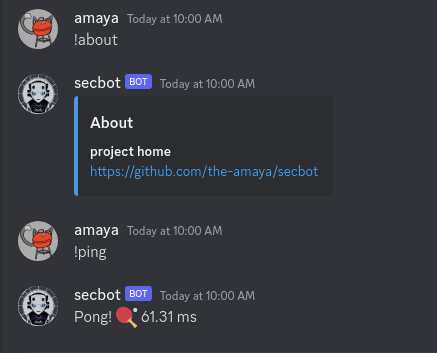 amaya Today at 10:00 AM
!about
secbot BOT Today at 10:00 AM
About
project home
https://github.com/the-amaya/secbot
amaya Today at 10:00 AM
!ping
secbot BOT Today at 10:00 AM
Pong! 🏓 61.31 ms